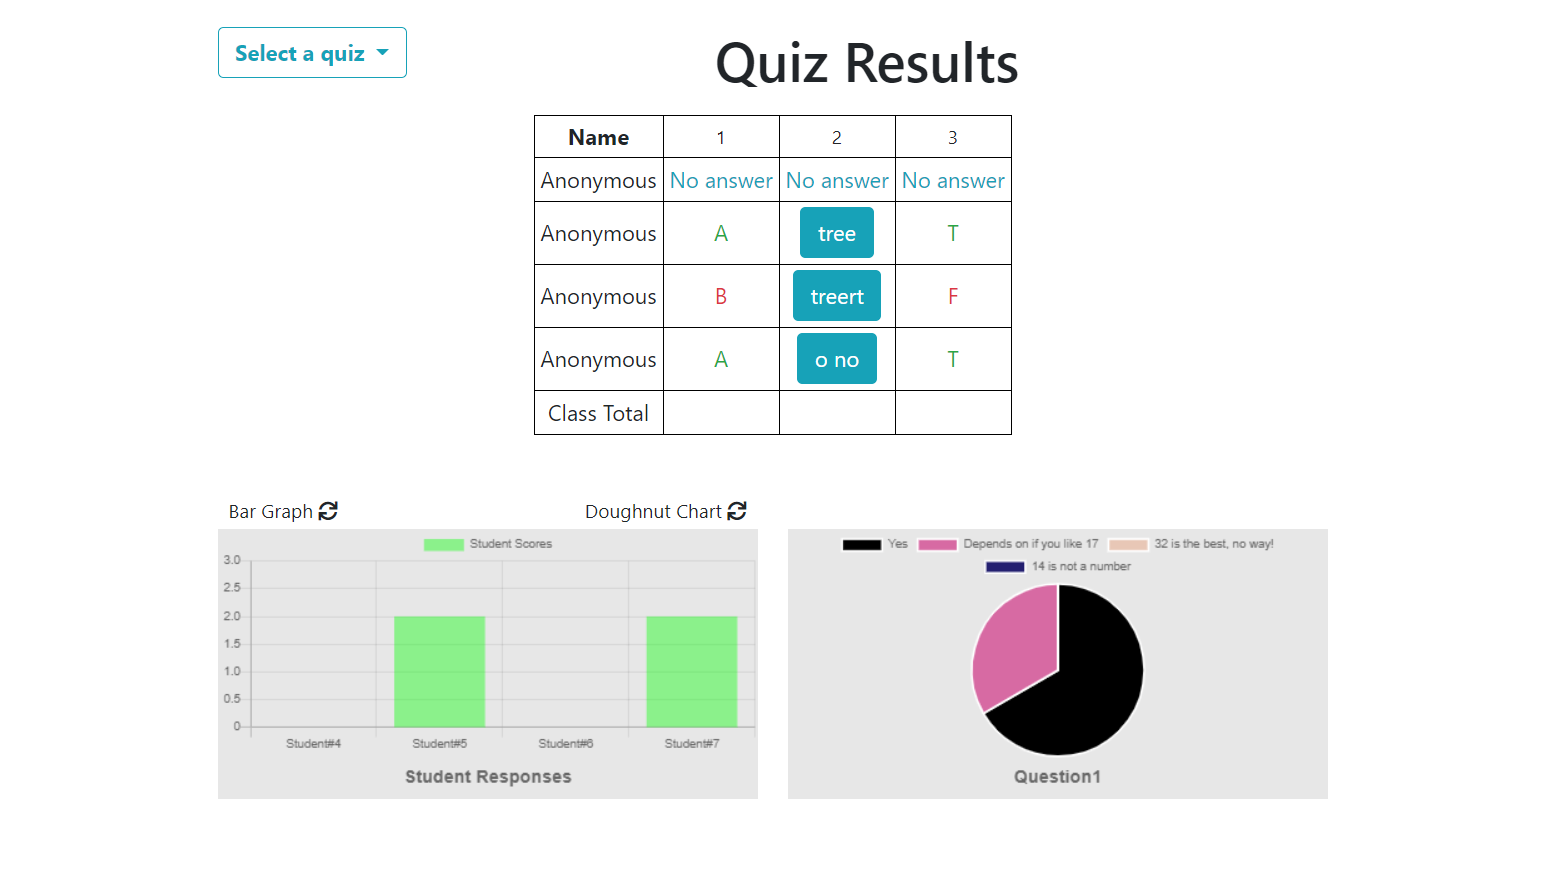 Select a quiz
Quiz Results
Name 1 2 3
Anonymous No answer No answer No answer
Anonymous A tree T
Anonymous B treert F
Anonymous A o no T
Class Total
Bar Graph
Doughnut Chart
Student Scores
3.0
2.5
2.0
1.5
1.0
0.5
0
Student#4 Student#5 Student#6 Student#7
Student Responses
Yes Depends on if you like 17 32 is the best, no way!
14 is not a number
Question1